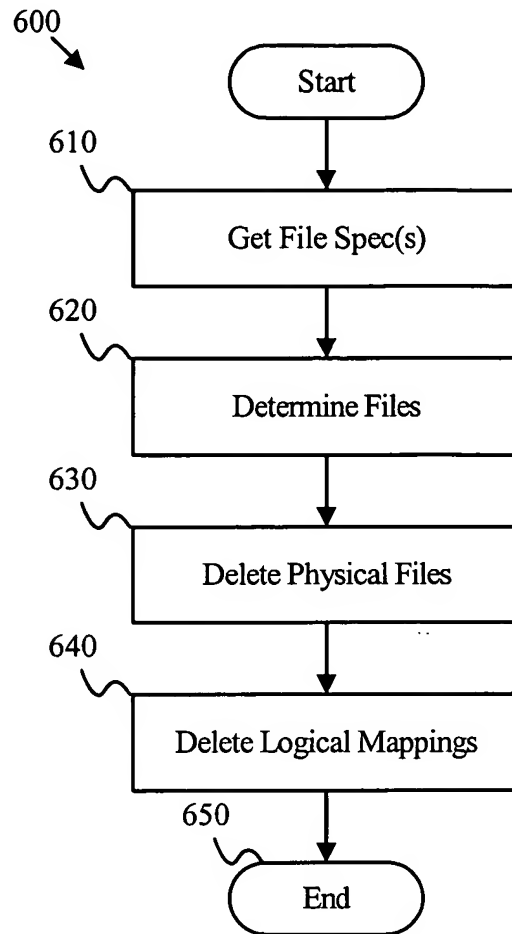 600
Start
610
Get File Spec(s)
620
Determine Files
630
Delete Physical Files
640
Delete Logical Mappings
650
End